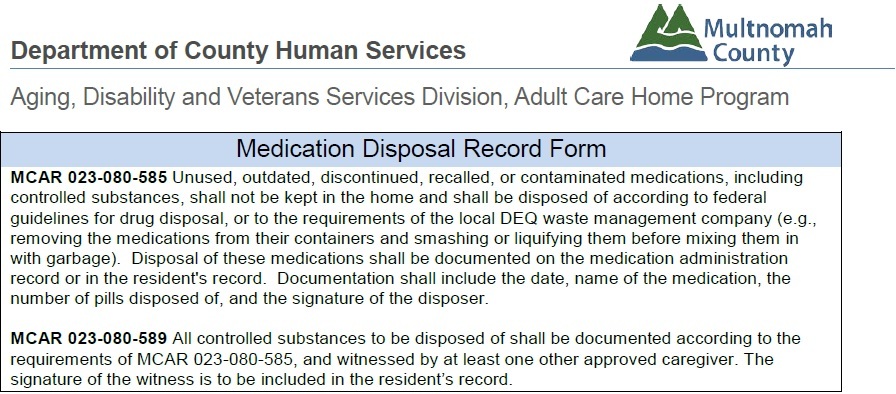 Multnomah
County
Department of County Human Services
Aging, Disability and Veterans Services Division, Adult Care Home Program
Medication Disposal Record Form
MCAR 023-080-585 Unused, outdated, discontinued, recalled, or contaminated medications, including
controlled substances, shall not be kept in the home and shall be disposed of according to federal
guidelines for drug disposal, or to the requirements of the local DEQ waste management company (e.g.,
removing the medications from their containers and smashing or liquifying them before mixing them in
with garbage).  Disposal of these medications shall be documented on the medication administration
record or in the resident's record.  Documentation shall include the date, name of the medication, the
number of pills disposed of, and the signature of the disposer.
MCAR 023-080-589 All controlled substances to be disposed of shall be documented according to the
requirements of MCAR 023-080-585, and witnessed by at least one other approved caregiver. The
signature of the witness is to be included in the resident’s record.